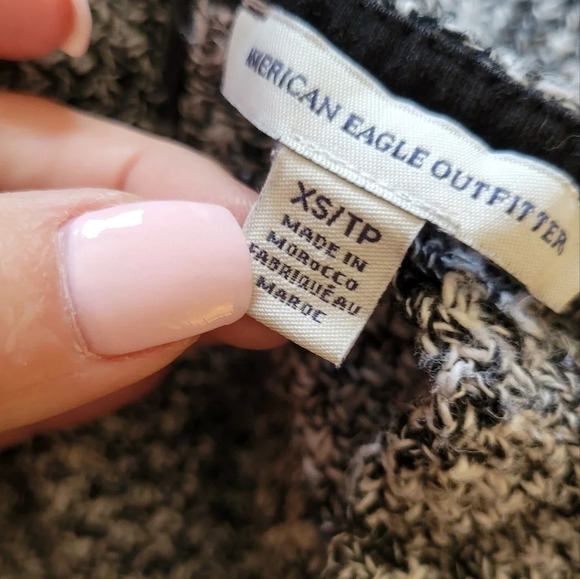 AMERICAN EAGLE OUTFITTER
XS/TP
MADE IN
MOROCCO
FABRIQUÉ AU
MAROC